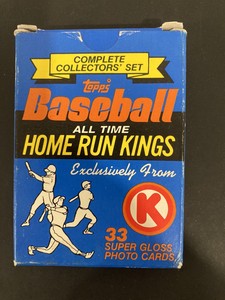 COMPLETE
COLLECTORS' SET
Topps
Baseball
ALL TIME
HOME RUN KINGS
Exclusively From
K
33
SUPER GLOSS
PHOTO CARDS